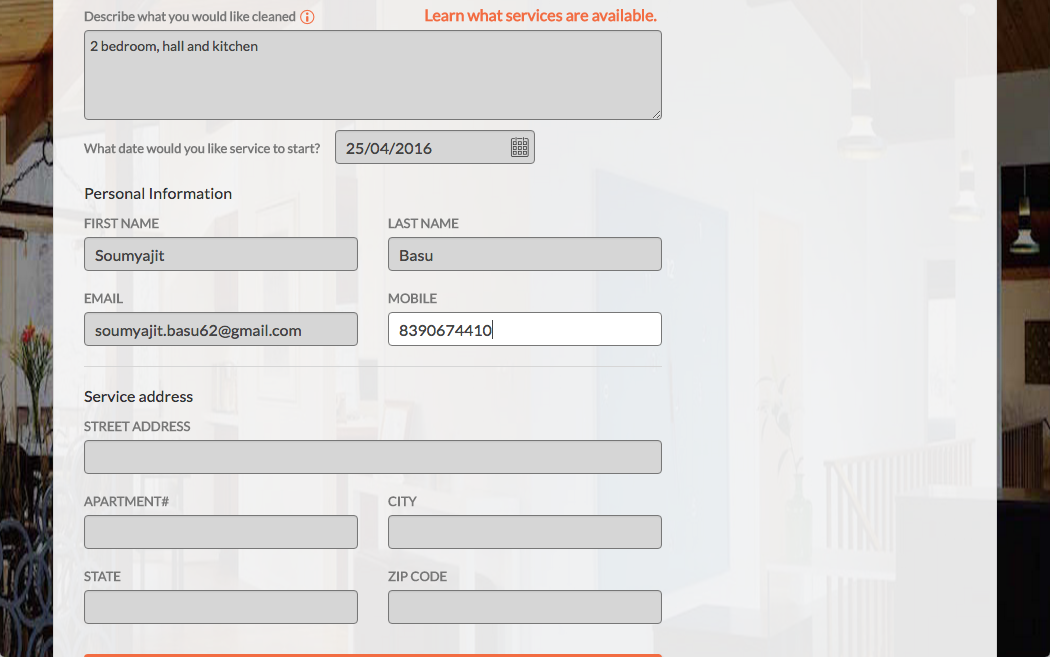 Describe what you would like cleaned Learn what services are available.
2 bedroom, hall and kitchen
What date would you like service to start? 25/04/2016
Personal Information
FIRST NAME LAST NAME
Soumyajit Basu
EMAIL MOBILE
soumyajit.basu62@gmail.com 8390674410
Service address
STREET ADDRESS
APARTMENT# CITY
STATE ZIP CODE